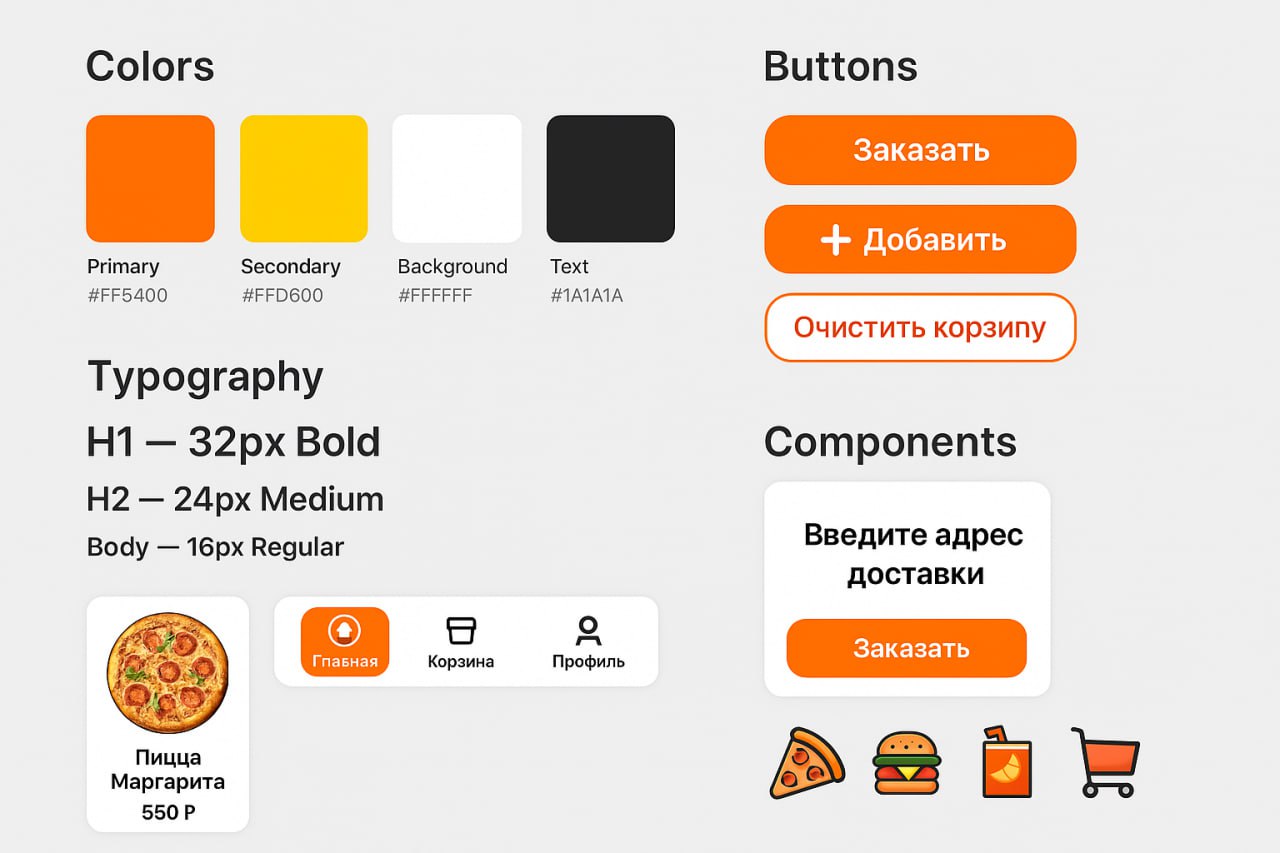 Colors
Primary
#FF5400
Secondary
#FFD600
Background
#FFFFFF
Text
#1A1A1A
Typography
H1 — 32px Bold
H2 — 24px Medium
Body — 16px Regular
Пицца
Маргарита
550 Р
Главная
Корзина
Профиль
Buttons
Заказать
+ Добавить
Очистить корзипу
Components
Введите адрес
доставки
Заказать